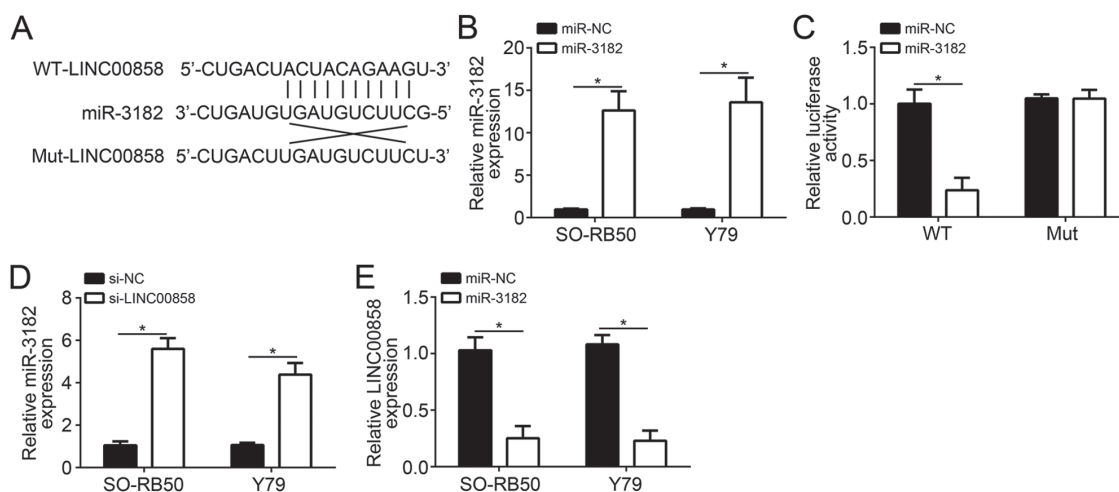 A
WT-LINC00858 5’-CUGACUACUACAGAAGU-3’
miR-3182 3’-CUGAUGUGAUGUCUUCG-5’
Mut-LINC00858 5’-CUGACUUGAUGUCUUCU-3’
B
miR-NC
miR-3182
Relative miR-3182
expression
20
15
10
5
0
*
*
SO-RB50 Y79
C
miR-NC
miR-3182
Relative luciferase
activity
1.5
1.0
0.5
0.0
*
WT Mut
D
si-NC
si-LINC00858
Relative miR-3182
expression
8
6
4
2
0
*
*
SO-RB50 Y79
E
miR-NC
miR-3182
Relative LINC00858
expression
1.5
1.0
0.5
0.0
*
*
SO-RB50 Y79